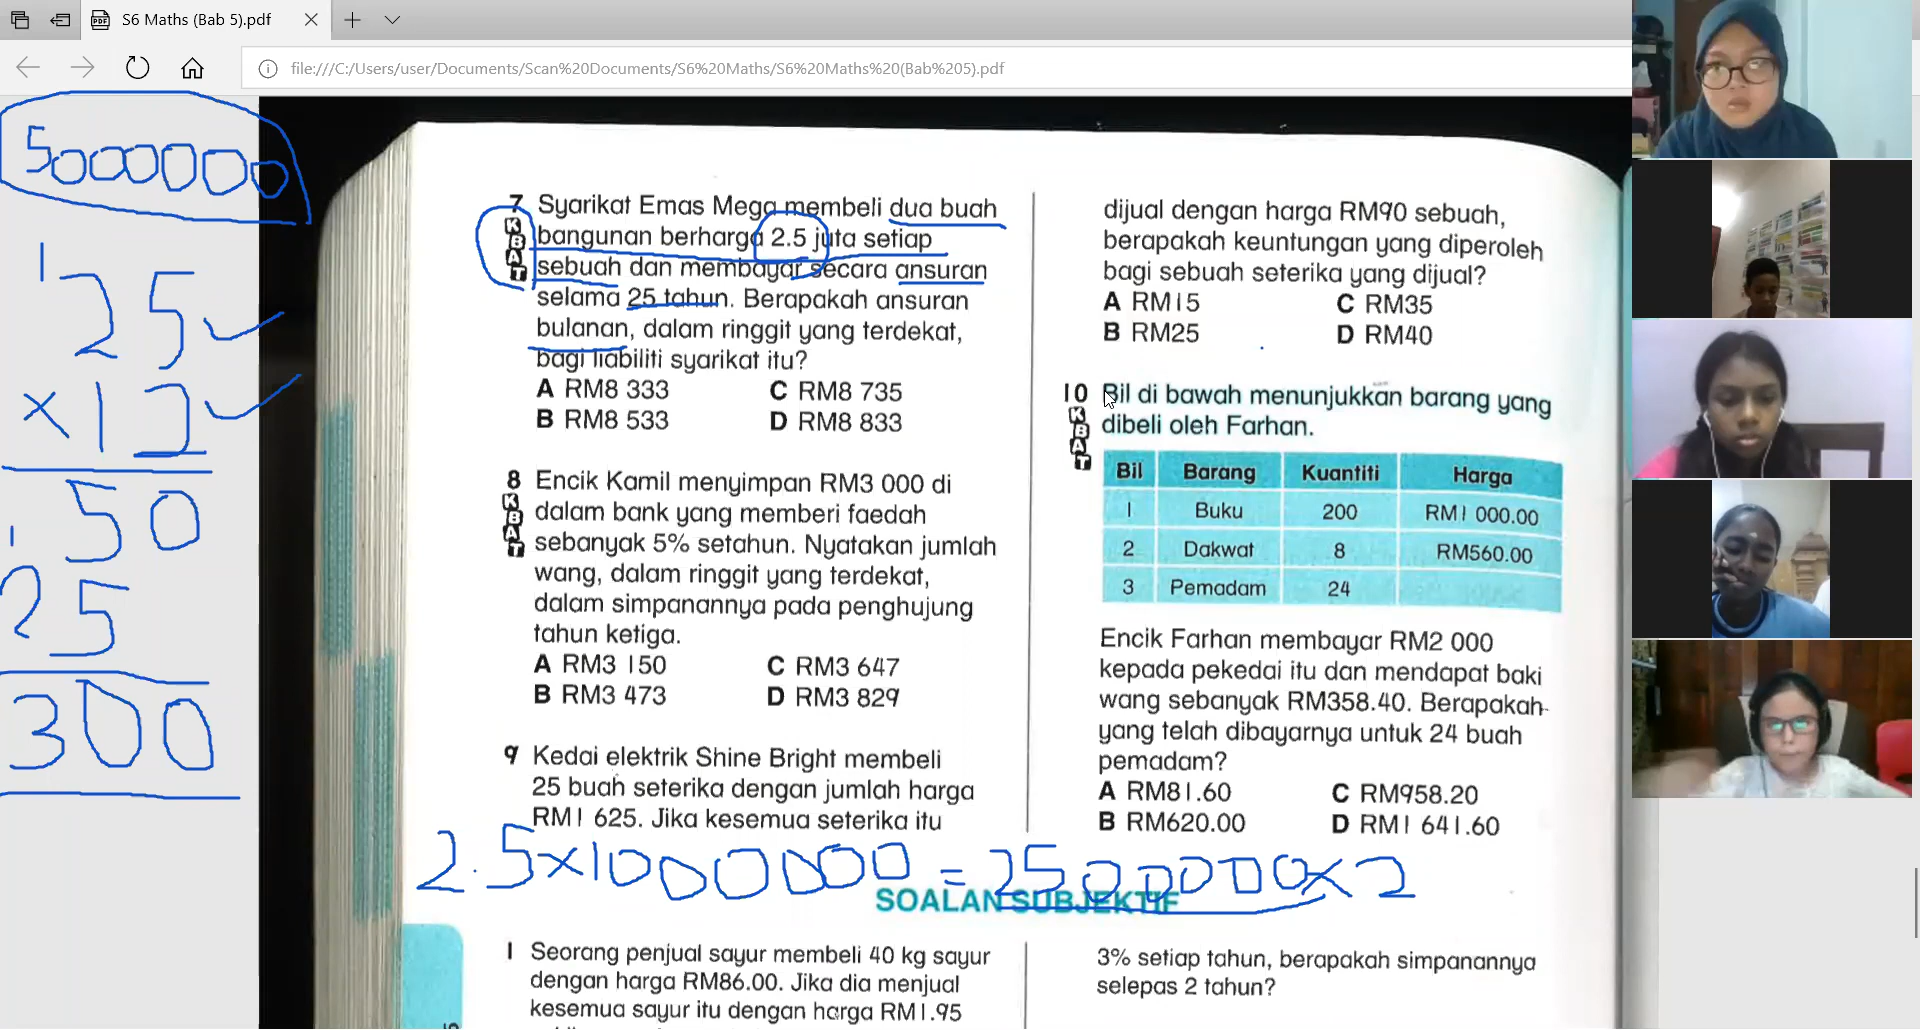 S6 Maths (Bab 5).pdf
file:///C:/Users/user/Documents/Scan%20Documents/S6%20Maths/S6%20Maths%20(Bab%205).pdf
5000000
1
25
×12
50
1
25
300
7 Syarikat Emas Mega membeli dua buah
KBAT
bangunan berharga 2.5 juta setiap
sebuah dan membayar secara ansuran
selama 25 tahun. Berapakah ansuran
bulanan, dalam ringgit yang terdekat,
bagi liabiliti syarikat itu?
A RM8 333 C RM8 735
B RM8 533 D RM8 833
8 Encik Kamil menyimpan RM3 000 di
KBAT
dalam bank yang memberi faedah
sebanyak 5% setahun. Nyatakan jumlah
wang, dalam ringgit yang terdekat,
dalam simpanannya pada penghujung
tahun ketiga.
A RM3 150 C RM3 647
B RM3 473 D RM3 829
9 Kedai elektrik Shine Bright membeli
25 buah seterika dengan jumlah harga
RM1 625. Jika kesemua seterika itu
dijual dengan harga RM90 sebuah,
berapakah keuntungan yang diperoleh
bagi sebuah seterika yang dijual?
A RM15 C RM35
B RM25 D RM40
10 Bil di bawah menunjukkan barang yang
KBAT
dibeli oleh Farhan.
Bil Barang Kuantiti Harga
1 Buku 200 RM1 000.00
2 Dakwat 8 RM560.00
3 Pemadam 24
Encik Farhan membayar RM2 000
kepada pekedai itu dan mendapat baki
wang sebanyak RM358.40. Berapakah
yang telah dibayarnya untuk 24 buah
pemadam?
A RM81.60 C RM958.20
B RM620.00 D RM1 641.60
2.5×1000000 = 2500000×2
SOALAN SUBJEKTIF
1 Seorang penjual sayur membeli 40 kg sayur
dengan harga RM86.00. Jika dia menjual
kesemua sayur itu dengan harga RM1.95
3% setiap tahun, berapakah simpanannya
selepas 2 tahun?